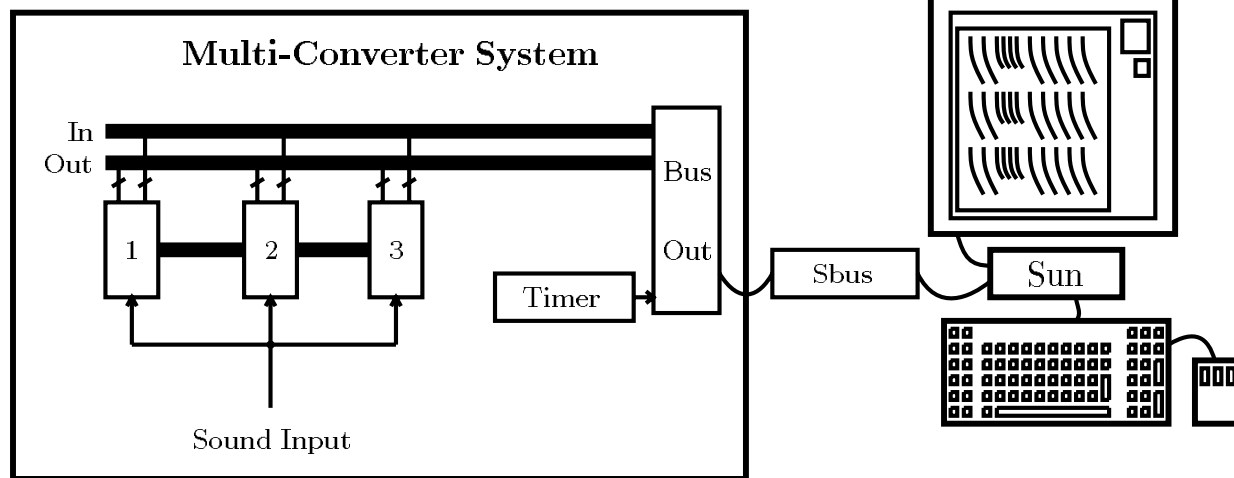 Multi-Converter System
In
Out
Bus
Out
1
2
3
Timer
Sbus
Sun
Sound Input